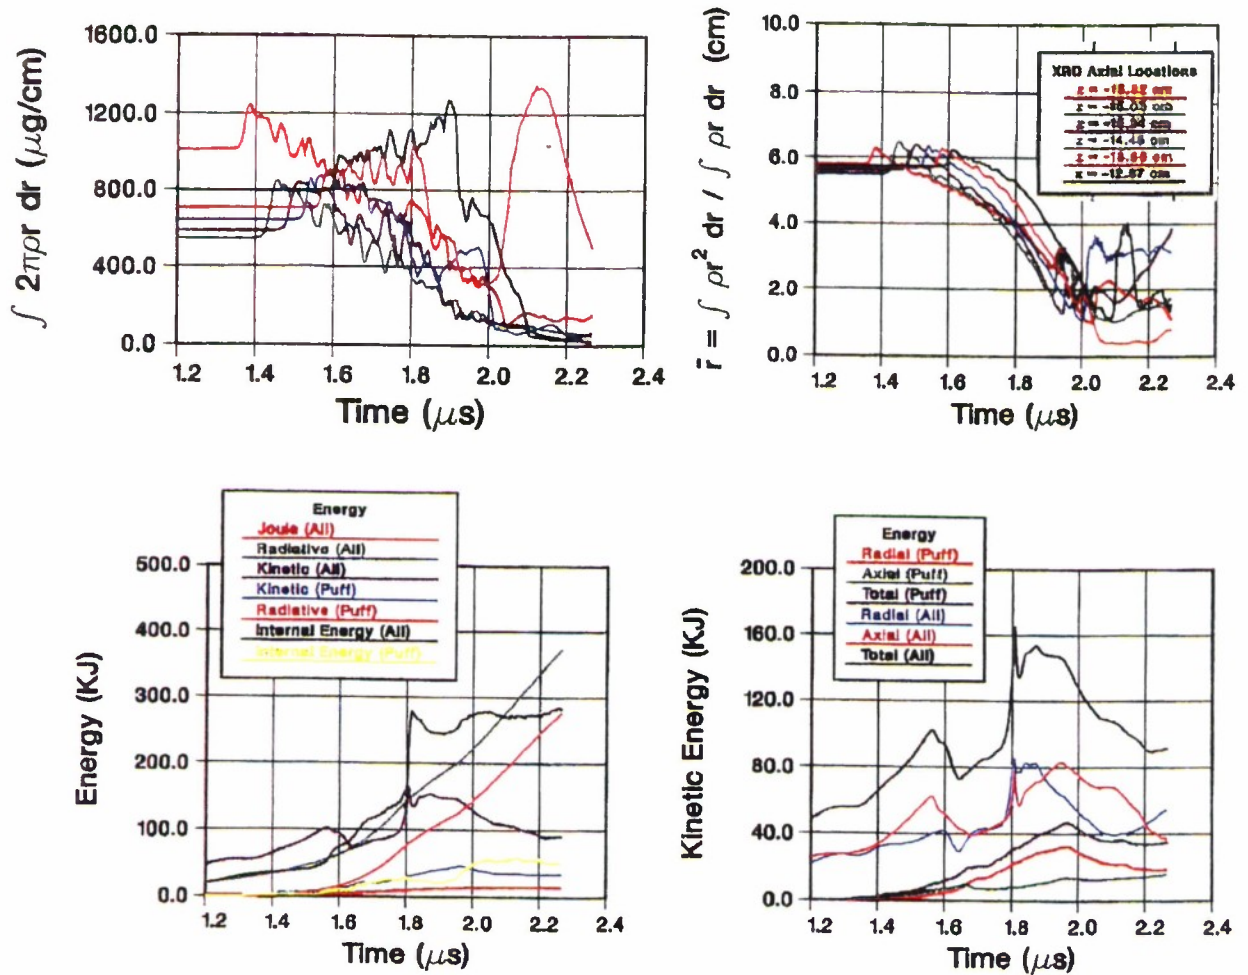 1600.0
1200.0
800.0
400.0
0.0
∫ 2πρr dr (μg/cm)
1.2 1.4 1.6 1.8 2.0 2.2 2.4
Time (μs)
10.0
8.0
6.0
4.0
2.0
0.0
r̄ = ∫ ρr² dr / ∫ ρr dr (cm)
XRD Axial Locations
cm
cm
cm
z = -14.45 cm
cm
z = -12.87 cm
1.2 1.4 1.6 1.8 2.0 2.2 2.4
Time (μs)
Energy
Joule (All)
Radiative (All)
Kinetic (All)
Kinetic (Puff)
Radiative (Puff)
Internal Energy (All)
Internal Energy (Puff)
500.0
400.0
300.0
200.0
100.0
0.0
Energy (KJ)
1.2 1.4 1.6 1.8 2.0 2.2 2.4
Time (μs)
Energy
Radial (Puff)
Axial (Puff)
Total (Puff)
Radial (All)
Axial (All)
Total (All)
200.0
160.0
120.0
80.0
40.0
0.0
Kinetic Energy (KJ)
1.2 1.4 1.6 1.8 2.0 2.2 2.4
Time (μs)